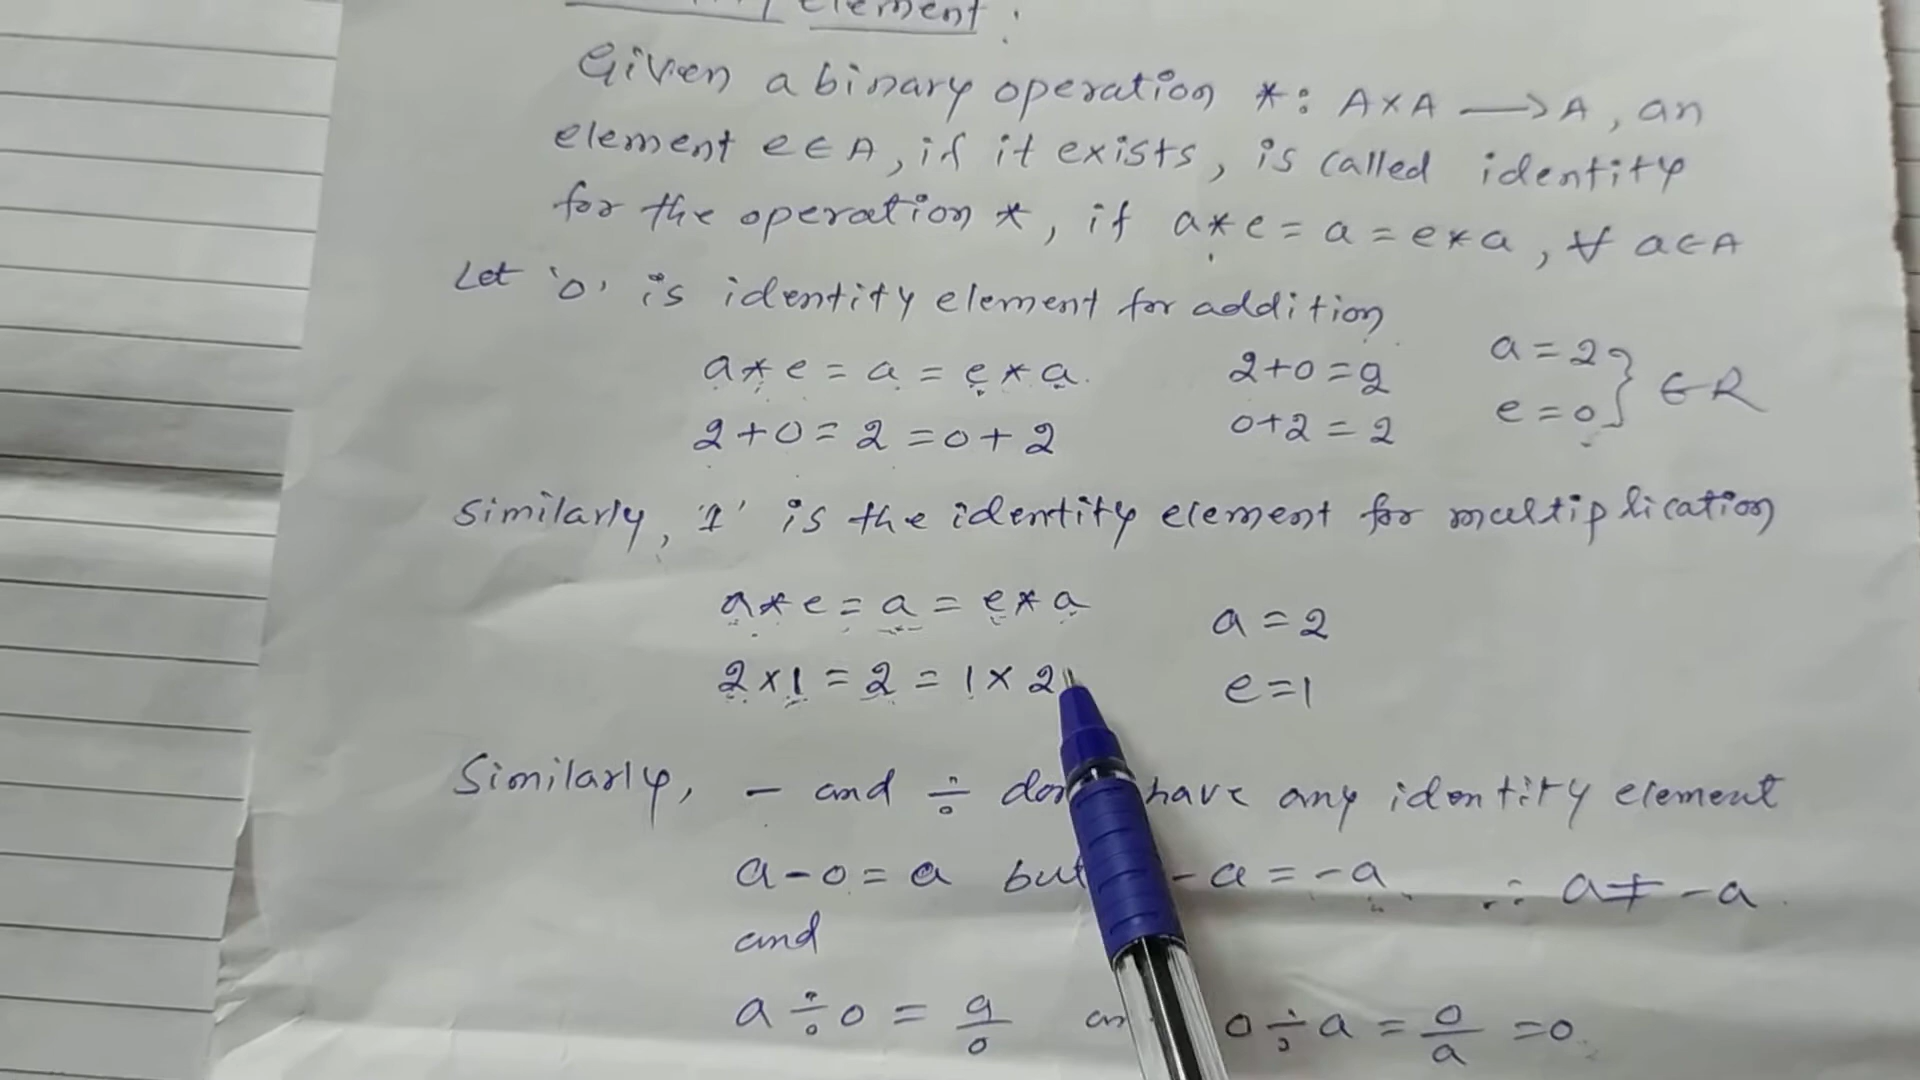 element :
Given a binary operation *: A×A ⟶ A, an
element e∈A, if it exists, is called identity
for the operation *, if a*e = a = e*a, ∀ a∈A
Let '0' is identity element for addition
a*e = a = e*a 2+0=2 a=2
2+0=2=0+2 0+2=2 e=0 } ∈R
Similarly, '1' is the identity element for multiplication
a*e = a = e*a a=2
2×1 = 2 = 1×2 e=1
Similarly, - and ÷ have any identity element
a-0=a but -a=-a ∴ a≠-a
and
a÷0 = a/0 0÷a = 0/a =0